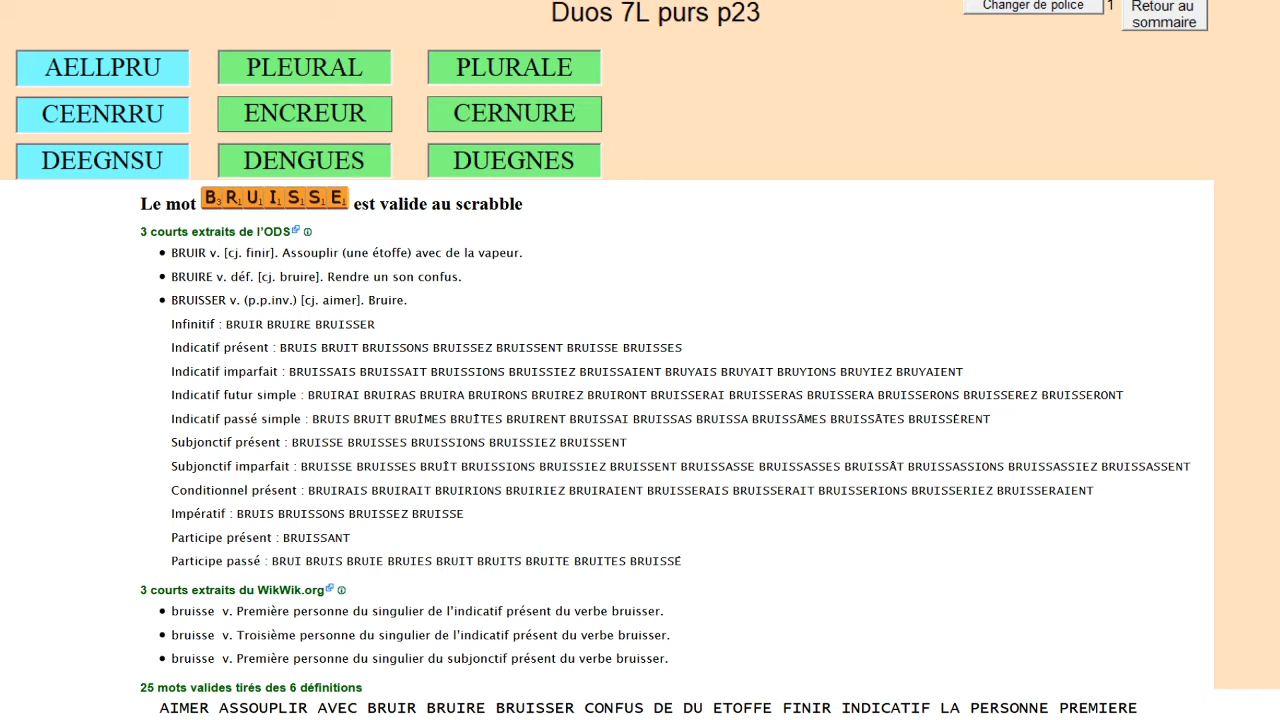 Duos 7L purs p23
Changer de police 1 Retour au sommaire
AELLPRU PLEURAL PLURALE
CEENRRU ENCREUR CERNURE
DEEGNSU DENGUES DUEGNES
Le mot B3 R1 U1 I1 S1 S1 E1 est valide au scrabble
3 courts extraits de l'ODS
• BRUIR v. [cj. finir]. Assouplir (une étoffe) avec de la vapeur.
• BRUIRE v. déf. [cj. bruire]. Rendre un son confus.
• BRUISSER v. (p.p.inv.) [cj. aimer]. Bruire.
Infinitif : BRUIR BRUIRE BRUISSER
Indicatif présent : BRUIS BRUIT BRUISSONS BRUISSEZ BRUISSENT BRUISSE BRUISSES
Indicatif imparfait : BRUISSAIS BRUISSAIT BRUISSIONS BRUISSIEZ BRUISSAIENT BRUYAIS BRUYAIT BRUYIONS BRUYIEZ BRUYAIENT
Indicatif futur simple : BRUIRAI BRUIRAS BRUIRA BRUIRONS BRUIREZ BRUIRONT BRUISSERAI BRUISSERAS BRUISSERA BRUISSERONS BRUISSEREZ BRUISSERONT
Indicatif passé simple : BRUIS BRUIT BRUÎMES BRUÎTES BRUIRENT BRUISSAI BRUISSAS BRUISSA BRUISSÂMES BRUISSÂTES BRUISSÈRENT
Subjonctif présent : BRUISSE BRUISSES BRUISSIONS BRUISSIEZ BRUISSENT
Subjonctif imparfait : BRUISSE BRUISSES BRUÎT BRUISSIONS BRUISSIEZ BRUISSENT BRUISSASSE BRUISSASSES BRUISSÂT BRUISSASSIONS BRUISSASSIEZ BRUISSASSENT
Conditionnel présent : BRUIRAIS BRUIRAIT BRUIRIONS BRUIRIEZ BRUIRAIENT BRUISSERAIS BRUISSERAIT BRUISSERIONS BRUISSERIEZ BRUISSERAIENT
Impératif : BRUIS BRUISSONS BRUISSEZ BRUISSE
Participe présent : BRUISSANT
Participe passé : BRUI BRUIS BRUIE BRUIES BRUIT BRUITS BRUITE BRUITES BRUISSÉ
3 courts extraits du WikWik.org
• bruisse v. Première personne du singulier de l'indicatif présent du verbe bruisser.
• bruisse v. Troisième personne du singulier de l'indicatif présent du verbe bruisser.
• bruisse v. Première personne du singulier du subjonctif présent du verbe bruisser.
25 mots valides tirés des 6 définitions
AIMER ASSOUPLIR AVEC BRUIR BRUIRE BRUISSER CONFUS DE DU ETOFFE FINIR INDICATIF LA PERSONNE PREMIERE